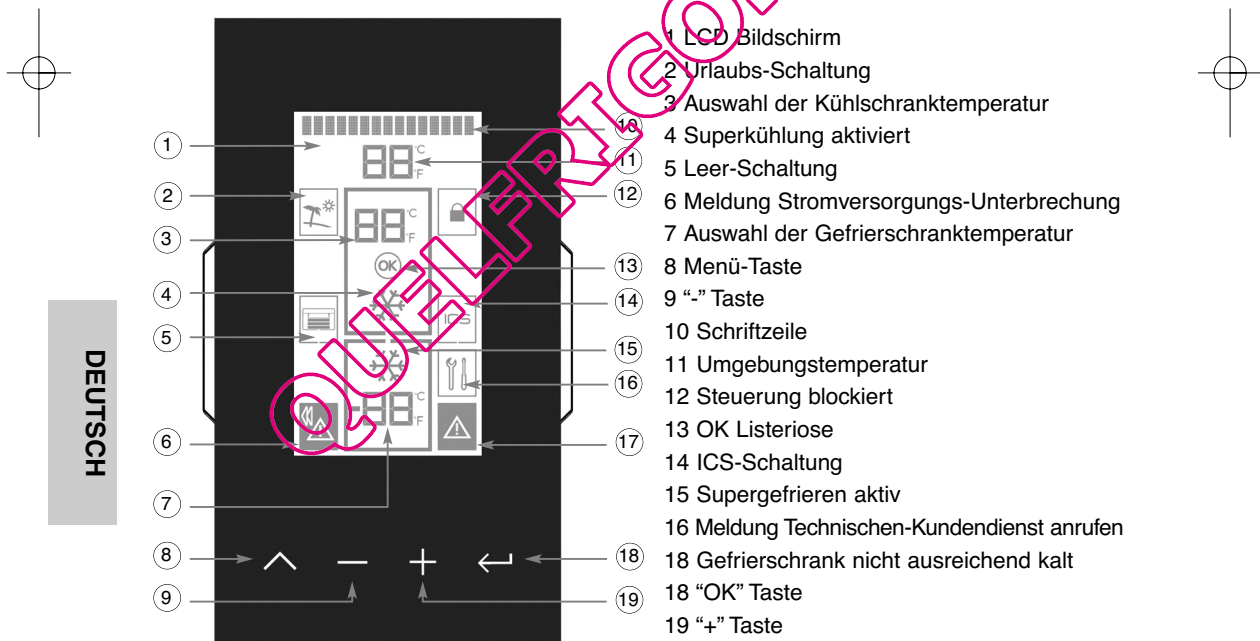 1 LCD Bildschirm
2 Urlaubs-Schaltung
3 Auswahl der Kühlschranktemperatur
4 Superkühlung aktiviert
5 Leer-Schaltung
6 Meldung Stromversorgungs-Unterbrechung
7 Auswahl der Gefrierschranktemperatur
8 Menü-Taste
9 “-” Taste
10 Schriftzeile
11 Umgebungstemperatur
12 Steuerung blockiert
13 OK Listeriose
14 ICS-Schaltung
15 Supergefrieren aktiv
16 Meldung Technischen-Kundendienst anrufen
18 Gefrierschrank nicht ausreichend kalt
18 “OK” Taste
19 “+” Taste
DEUTSCH
1
2
3
4
5
6
7
8
9
10
11
12
13
14
15
16
17
18
19
88 °C °F
88 °C °F
OK
ICS
-88 °C °F
QUELFRIGO